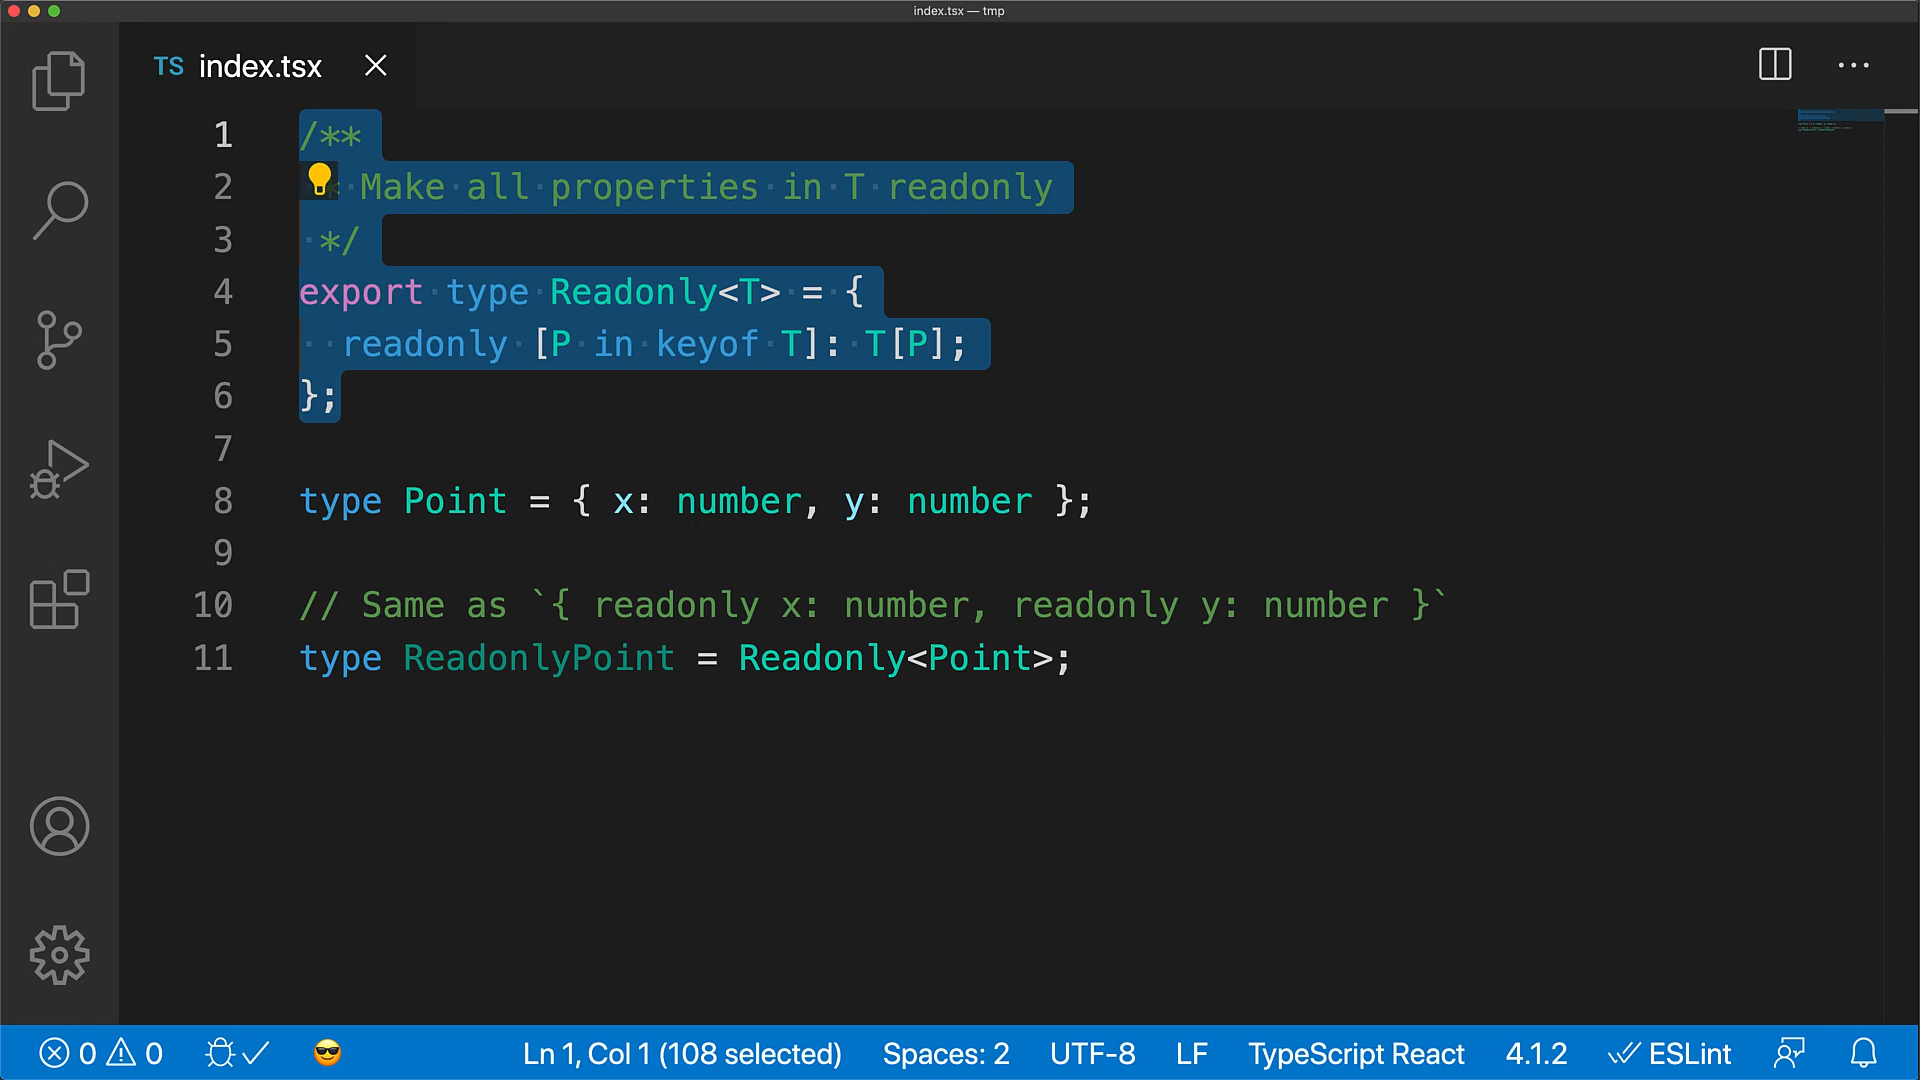 index.tsx — tmp
TS index.tsx
1 /**
2 * Make all properties in T readonly
3 */
4 export type Readonly<T> = {
5 readonly [P in keyof T]: T[P];
6 };
7
8 type Point = { x: number, y: number };
9
10 // Same as `{ readonly x: number, readonly y: number }`
11 type ReadonlyPoint = Readonly<Point>;
0 0 Ln 1, Col 1 (108 selected) Spaces: 2 UTF-8 LF TypeScript React 4.1.2 ESLint